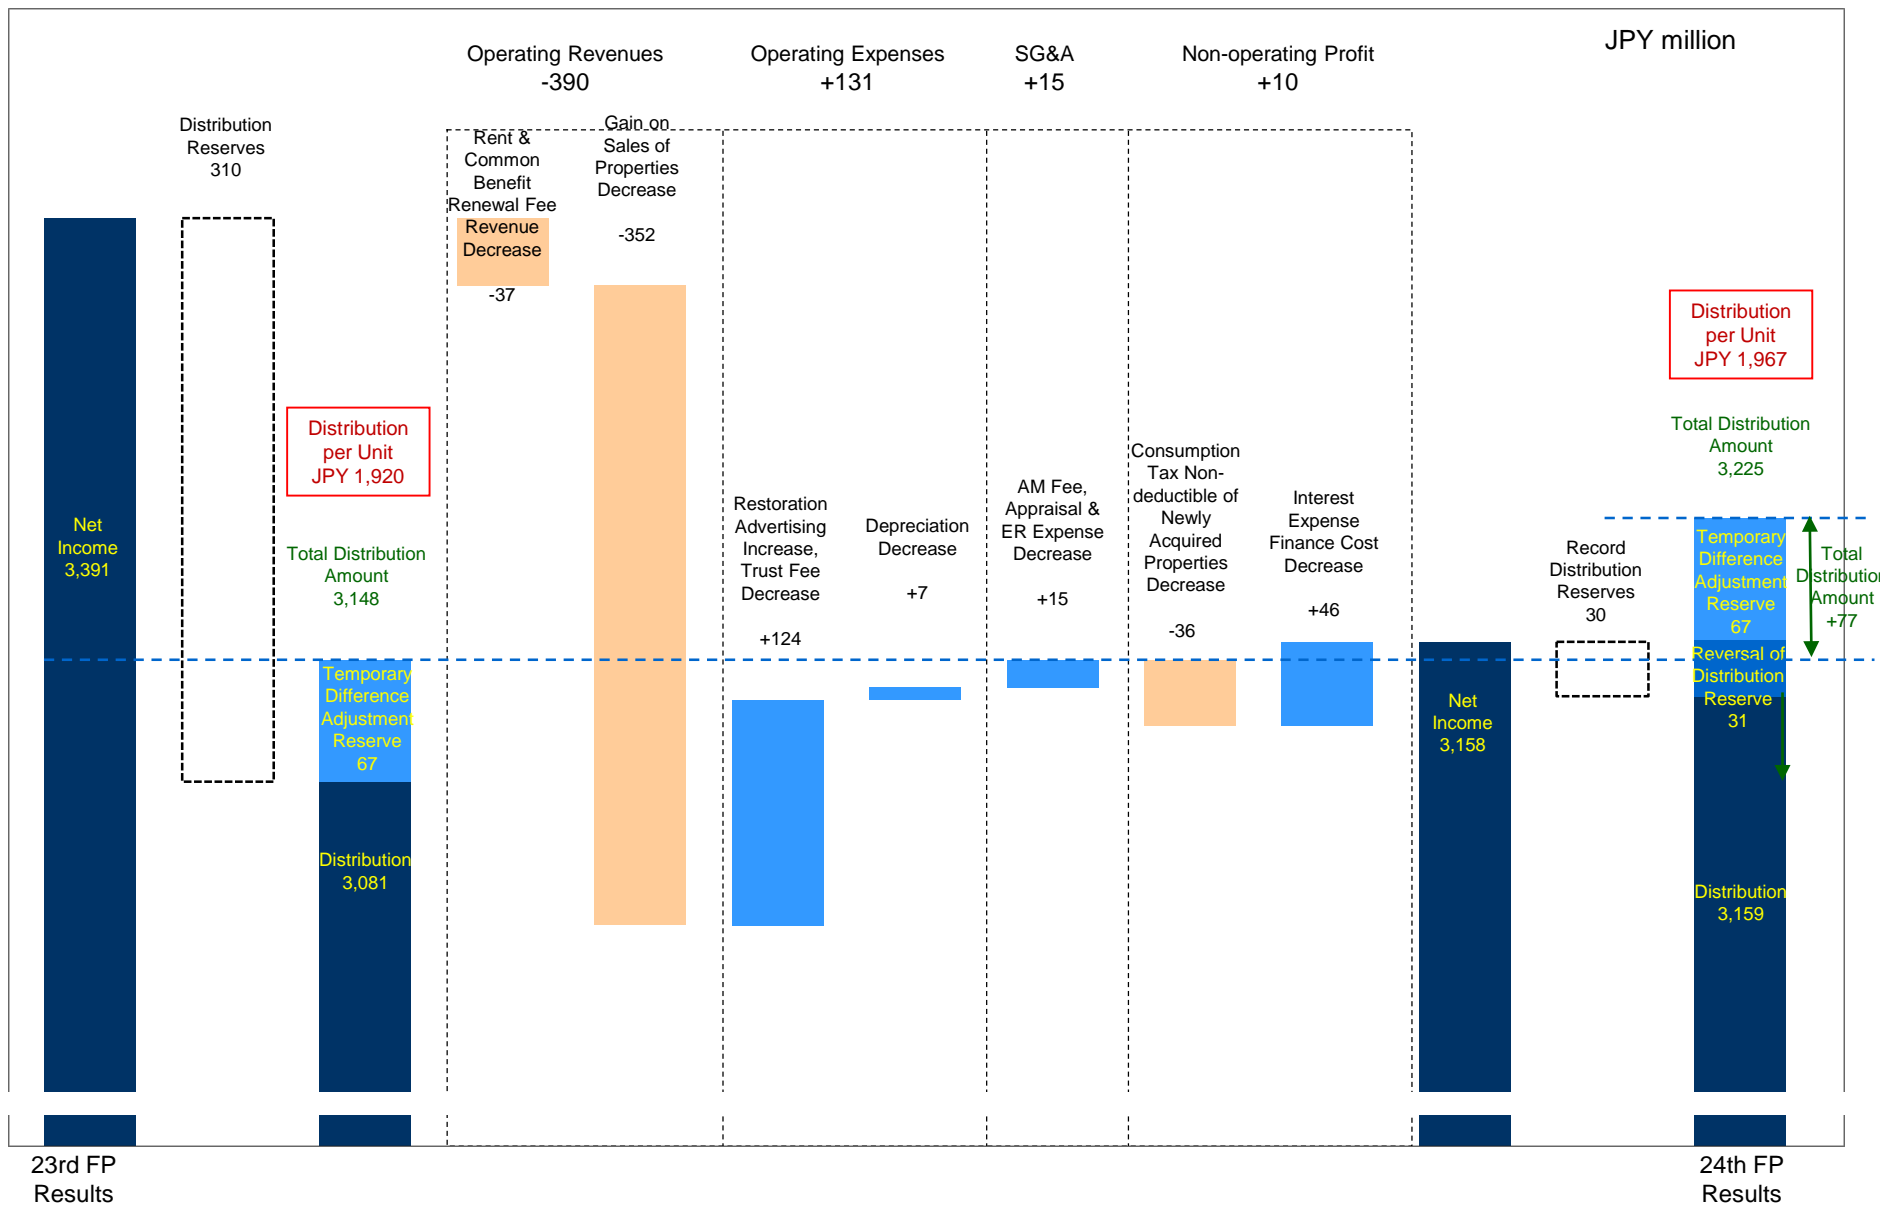 JPY million
Operating Revenues
-390
Operating Expenses
+131
SG&A
+15
Non-operating Profit
+10
Net
Income
3,391
Distribution
Reserves
310
Distribution
per Unit
JPY 1,920
Total Distribution
Amount
3,148
Temporary
Difference
Adjustment
Reserve
67
Distribution
3,081
Rent &
Common
Benefit
Renewal Fee
Revenue
Decrease
-37
Gain on
Sales of
Properties
Decrease
-352
Restoration
Advertising
Increase,
Trust Fee
Decrease
+124
Depreciation
Decrease
+7
AM Fee,
Appraisal &
ER Expense
Decrease
+15
Consumption
Tax Non-
deductible of
Newly
Acquired
Properties
Decrease
-36
Interest
Expense
Finance Cost
Decrease
+46
Net
Income
3,158
Record
Distribution
Reserves
30
Distribution
per Unit
JPY 1,967
Total Distribution
Amount
3,225
Temporary
Difference
Adjustment
Reserve
67
Reversal of
Distribution
Reserve
31
Distribution
3,159
Total
Distribution
Amount
+77
23rd FP
Results
24th FP
Results